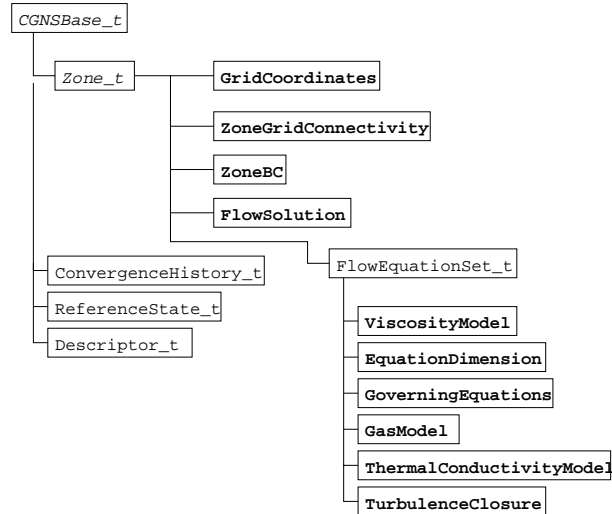 CGNSBase_t
Zone_t
GridCoordinates
ZoneGridConnectivity
ZoneBC
FlowSolution
FlowEquationSet_t
ConvergenceHistory_t
ReferenceState_t
Descriptor_t
ViscosityModel
EquationDimension
GoverningEquations
GasModel
ThermalConductivityModel
TurbulenceClosure